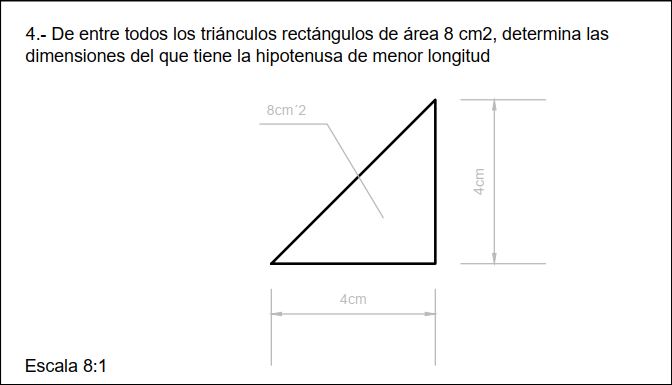 4.- De entre todos los triánculos rectángulos de área 8 cm2, determina las
dimensiones del que tiene la hipotenusa de menor longitud
8cm´2
4cm
4cm
Escala 8:1